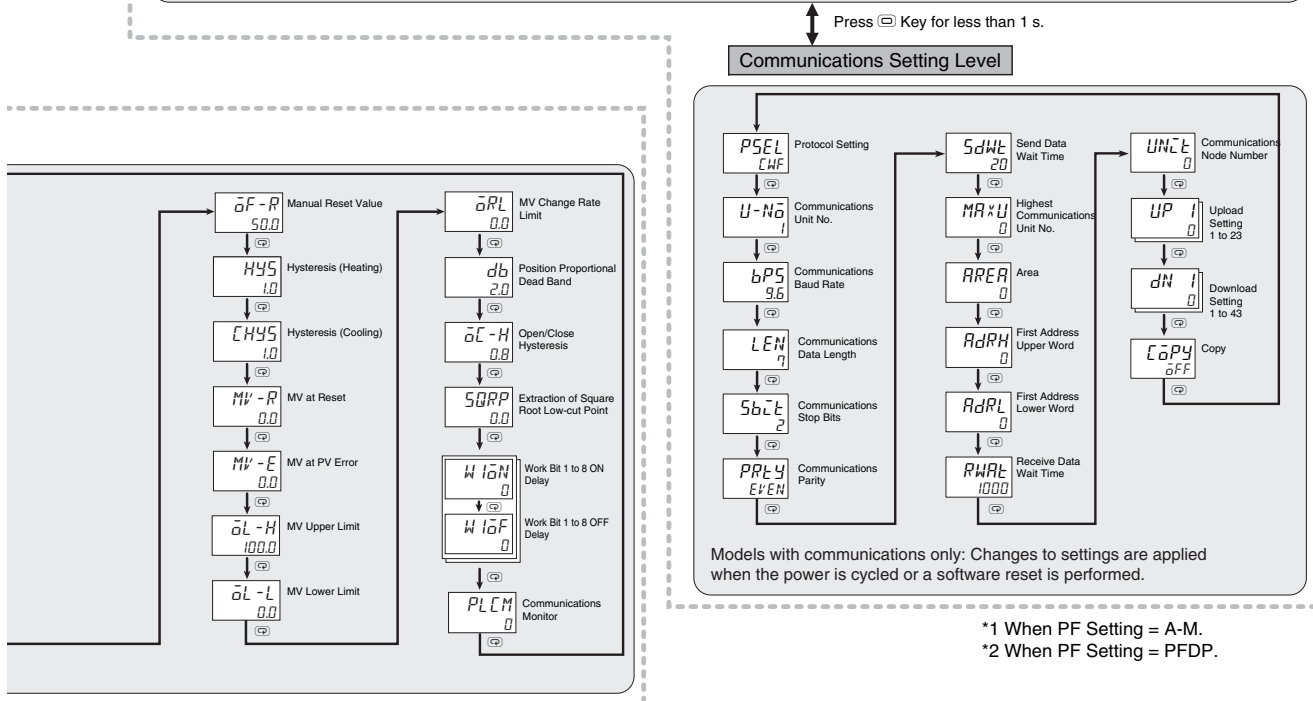 Press Key for less than 1 s.
Communications Setting Level
PSEL
CWF
Protocol Setting
U-No
1
Communications
Unit No.
bPS
9.6
Communications
Baud Rate
LEN
7
Communications
Data Length
Sbit
2
Communications
Stop Bits
PRtY
EVEN
Communications
Parity
SdWt
20
Send Data
Wait Time
MAXU
0
Highest
Communications
Unit No.
AREA
0
Area
AdRH
0
First Address
Upper Word
AdRL
0
First Address
Lower Word
RWAt
1000
Receive Data
Wait Time
UNit
0
Communications
Node Number
UP 1
0
Upload
Setting
1 to 23
dN 1
0
Download
Setting
1 to 43
CoPY
oFF
Copy
Models with communications only: Changes to settings are applied
when the power is cycled or a software reset is performed.
oF-R
50.0
Manual Reset Value
HYS
1.0
Hysteresis (Heating)
CHYS
1.0
Hysteresis (Cooling)
MV-R
0.0
MV at Reset
MV-E
0.0
MV at PV Error
oL-H
100.0
MV Upper Limit
oL-L
0.0
MV Lower Limit
oRL
0.0
MV Change Rate
Limit
db
2.0
Position Proportional
Dead Band
oC-H
0.8
Open/Close
Hysteresis
SQRP
0.0
Extraction of Square
Root Low-cut Point
W1oN
0
Work Bit 1 to 8 ON
Delay
W1oF
0
Work Bit 1 to 8 OFF
Delay
PLCM
0
Communications
Monitor
*1 When PF Setting = A-M.
*2 When PF Setting = PFDP.